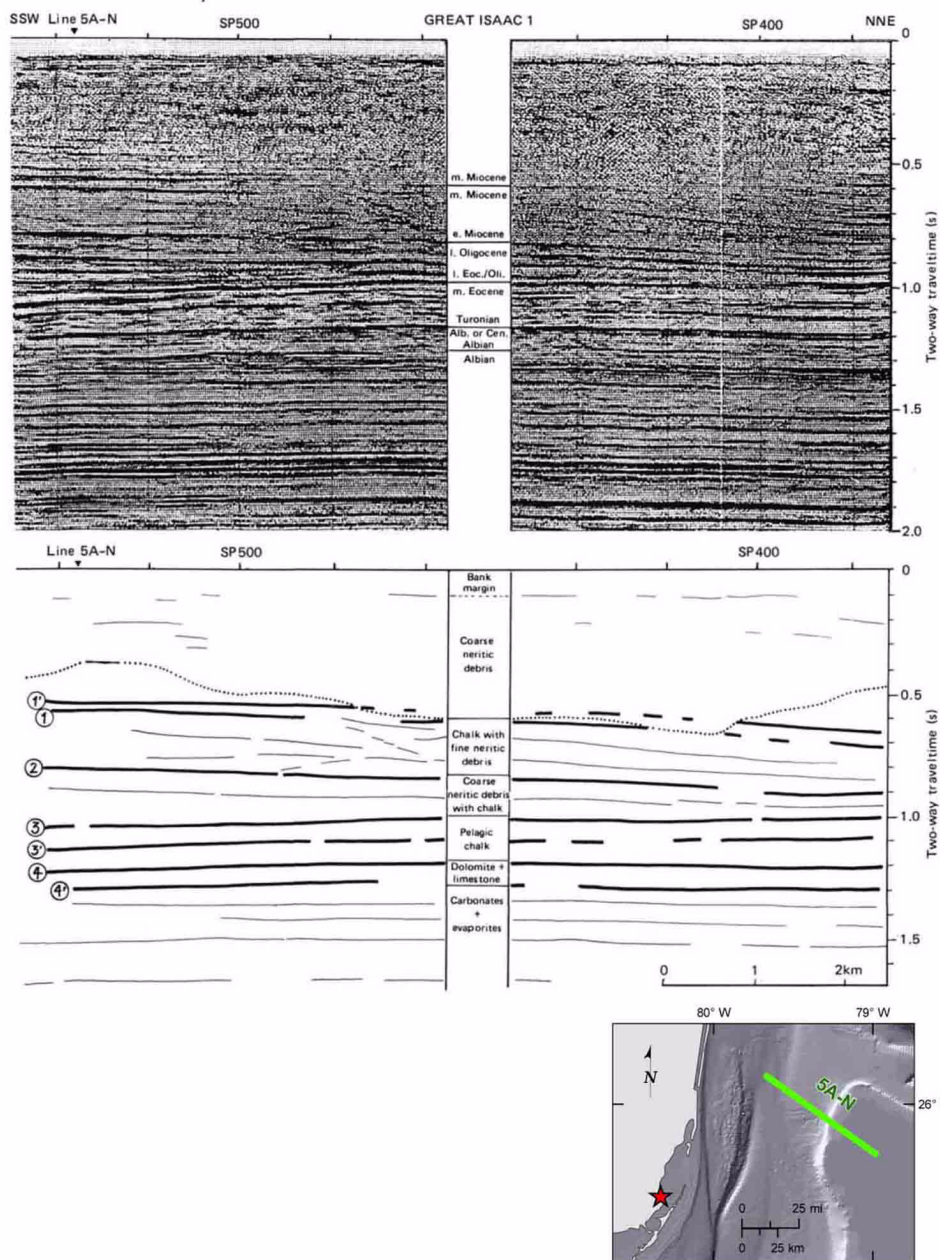 SSW Line 5A-N SP500 GREAT ISAAC 1 SP400 NNE
0
m. Miocene
0.5
m. Miocene
e. Miocene
l. Oligocene
l. Eoc./Oli.
m. Eocene
1.0
Turonian
Alb. or Cen.
Albian
Albian
1.5
2.0
Two-way traveltime (s)
Line 5A-N SP500 SP400
0
Bank
margin
Coarse
neritic
debris
0.5
1'
1
Chalk with
fine neritic
debris
2
Coarse
neritic debris
with chalk
1.0
3
Pelagic
chalk
3'
4
Dolomite +
limestone
4'
Carbonates
+
evaporites
1.5
Two-way traveltime (s)
0 1 2km
80° W 79° W
N
5A-N
26°
0 25 mi
0 25 km